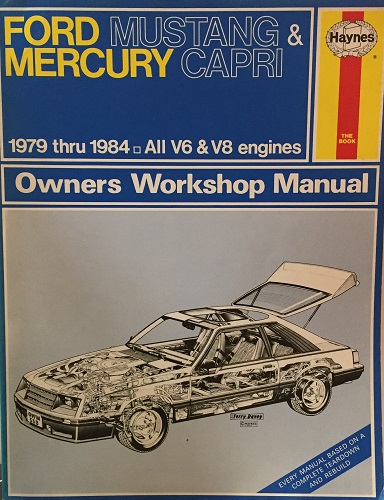 FORD MUSTANG &
MERCURY CAPRI
Haynes
®
THE
BOOK
1979 thru 1984 □ All V6 & V8 engines
Owners Workshop Manual
Terry Davey
EVERY MANUAL BASED ON A
COMPLETE TEARDOWN
AND REBUILD